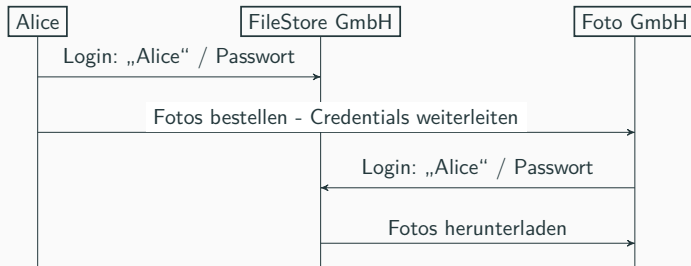 Alice
FileStore GmbH
Foto GmbH
Login: „Alice“ / Passwort
Fotos bestellen - Credentials weiterleiten
Login: „Alice“ / Passwort
Fotos herunterladen